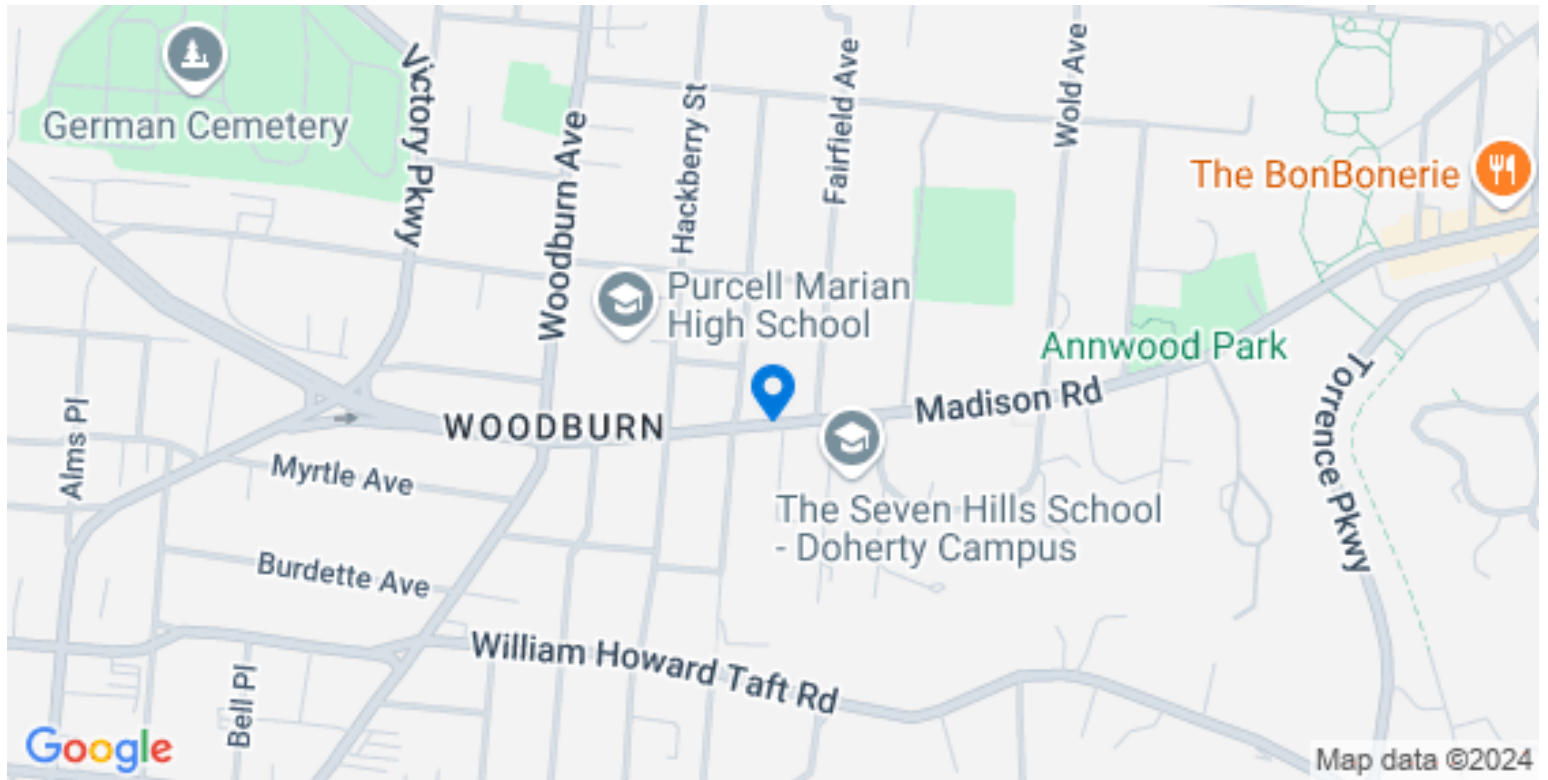 Victory Pkwy
German Cemetery
Woodburn Ave
Hackberry St
Fairfield Ave
Wold Ave
The BonBonerie
Purcell Marian
High School
Annwood Park
Madison Rd
WOODBURN
Torrence Pkwy
Alms Pl
Myrtle Ave
The Seven Hills School
- Doherty Campus
Burdette Ave
William Howard Taft Rd
Bell Pl
Google
Map data ©2024